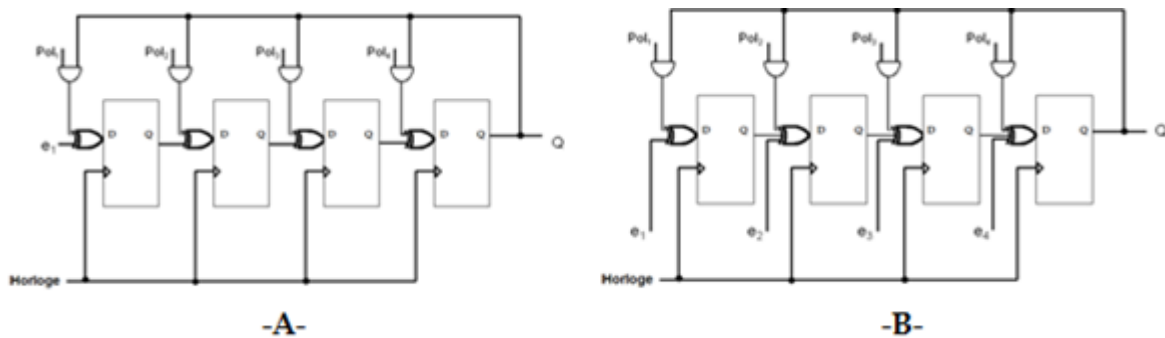 Pol₁ Pol₂ Pol₃ Pol₄
D Q D Q D Q D Q
e₁
Q
Horloge
-A-
Pol₁ Pol₂ Pol₃ Pol₄
D Q D Q D Q D Q
Q
e₁ e₂ e₃ e₄
Horloge
-B-